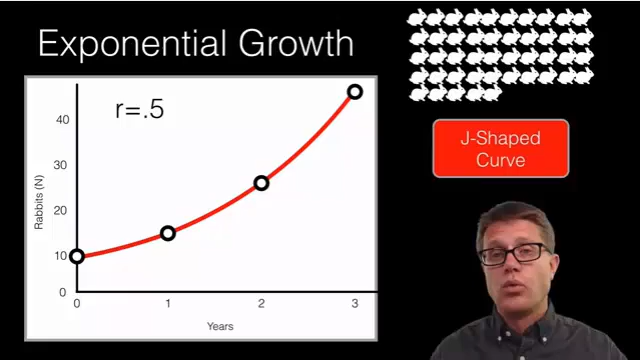 Exponential Growth
r=.5
40
30
20
10
0
Rabbits (N)
0 1 2 3
Years
J-Shaped
Curve